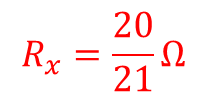 Rₓ = 20/21 Ω